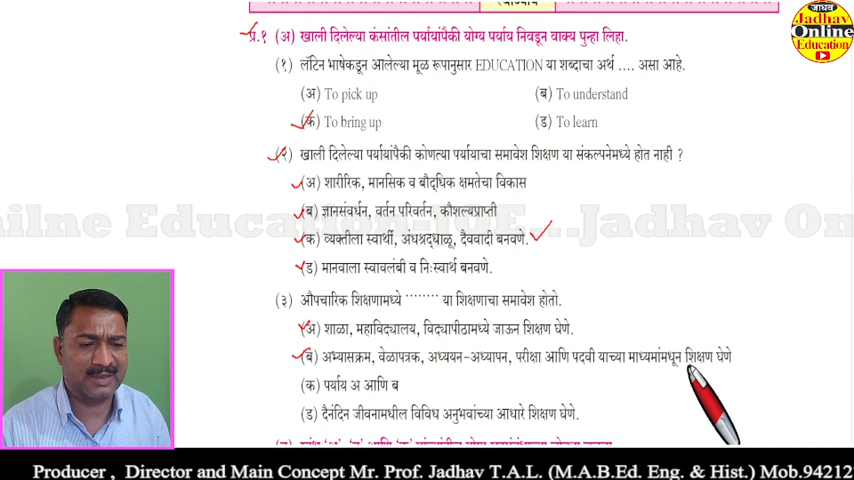 स्वाध्याय
जाधव
Jadhav
Online
Education
प्र.१ (अ) खाली दिलेल्या कंसांतील पर्यायांपैकी योग्य पर्याय निवडून वाक्य पुन्हा लिहा.
(१) लॅटिन भाषेकडून आलेल्या मूळ रूपानुसार EDUCATION या शब्दाचा अर्थ .... असा आहे.
(अ) To pick up (ब) To understand
(क) To bring up (ड) To learn
(२) खाली दिलेल्या पर्यायांपैकी कोणत्या पर्यायाचा समावेश शिक्षण या संकल्पनेमध्ये होत नाही ?
(अ) शारीरिक, मानसिक व बौद्धिक क्षमतेचा विकास
(ब) ज्ञानसंवर्धन, वर्तन परिवर्तन, कौशल्यप्राप्ती
(क) व्यक्तीला स्वार्थी, अंधश्रद्धाळू, दैववादी बनवणे.
(ड) मानवाला स्वावलंबी व निःस्वार्थ बनवणे.
(३) औपचारिक शिक्षणामध्ये ........ या शिक्षणाचा समावेश होतो.
(अ) शाळा, महाविद्यालय, विद्यापीठामध्ये जाऊन शिक्षण घेणे.
(ब) अभ्यासक्रम, वेळापत्रक, अध्ययन-अध्यापन, परीक्षा आणि पदवी याच्या माध्यमांमधून शिक्षण घेणे
(क) पर्याय अ आणि ब
(ड) दैनंदिन जीवनामधील विविध अनुभवांच्या आधारे शिक्षण घेणे.
Producer , Director and Main Concept Mr. Prof. Jadhav T.A.L. (M.A.B.Ed. Eng. & Hist.) Mob.94212